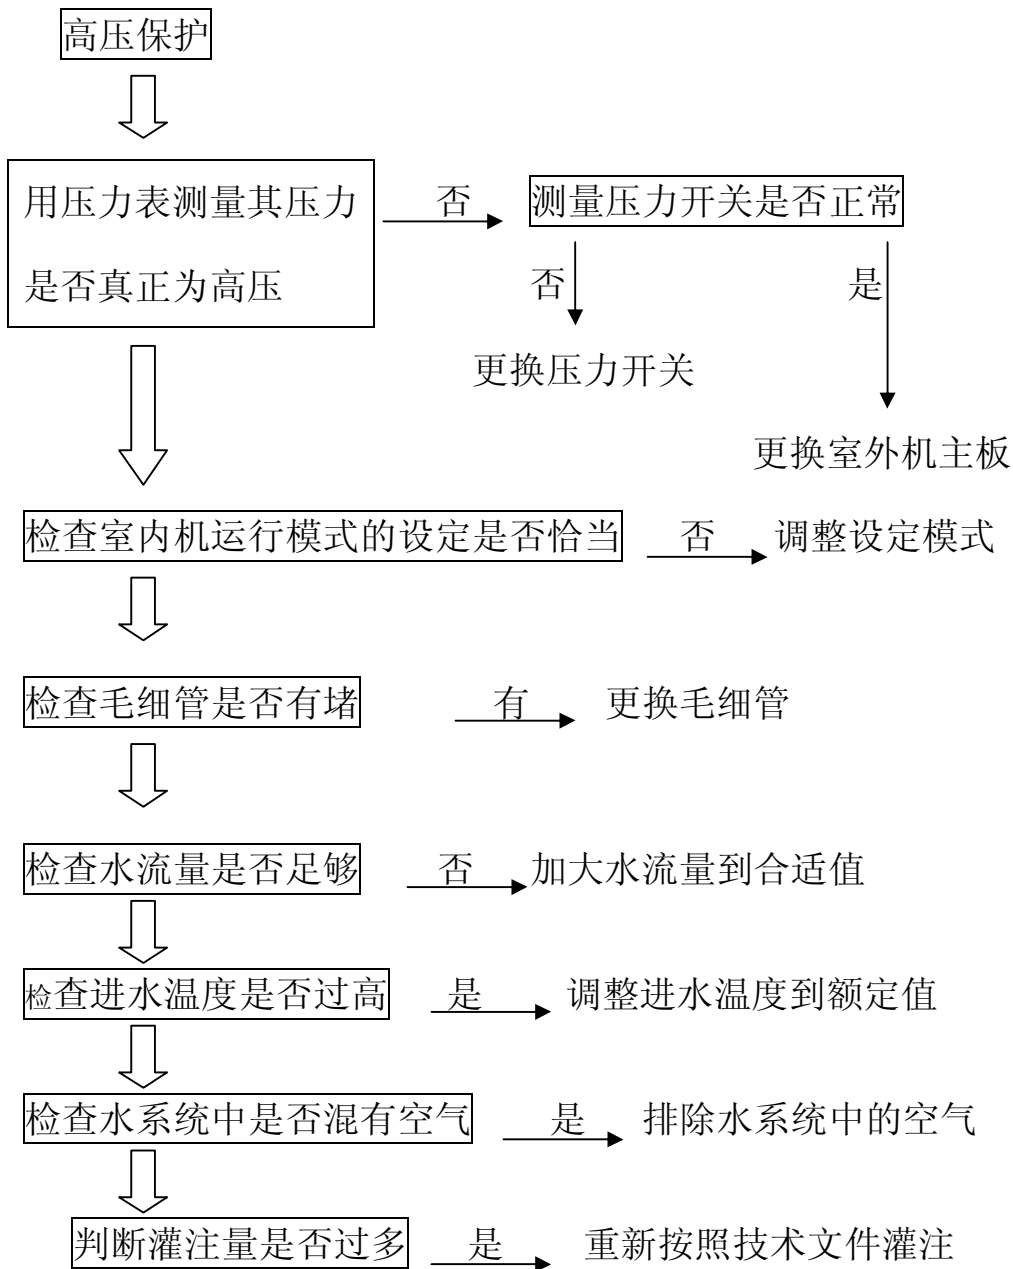 高压保护
用压力表测量其压力
是否真正为高压
否
测量压力开关是否正常
否
是
更换压力开关
更换室外机主板
检查室内机运行模式的设定是否恰当
否
调整设定模式
检查毛细管是否有堵
有
更换毛细管
检查水流量是否足够
否
加大水流量到合适值
检查进水温度是否过高
是
调整进水温度到额定值
检查水系统中是否混有空气
是
排除水系统中的空气
判断灌注量是否过多
是
重新按照技术文件灌注